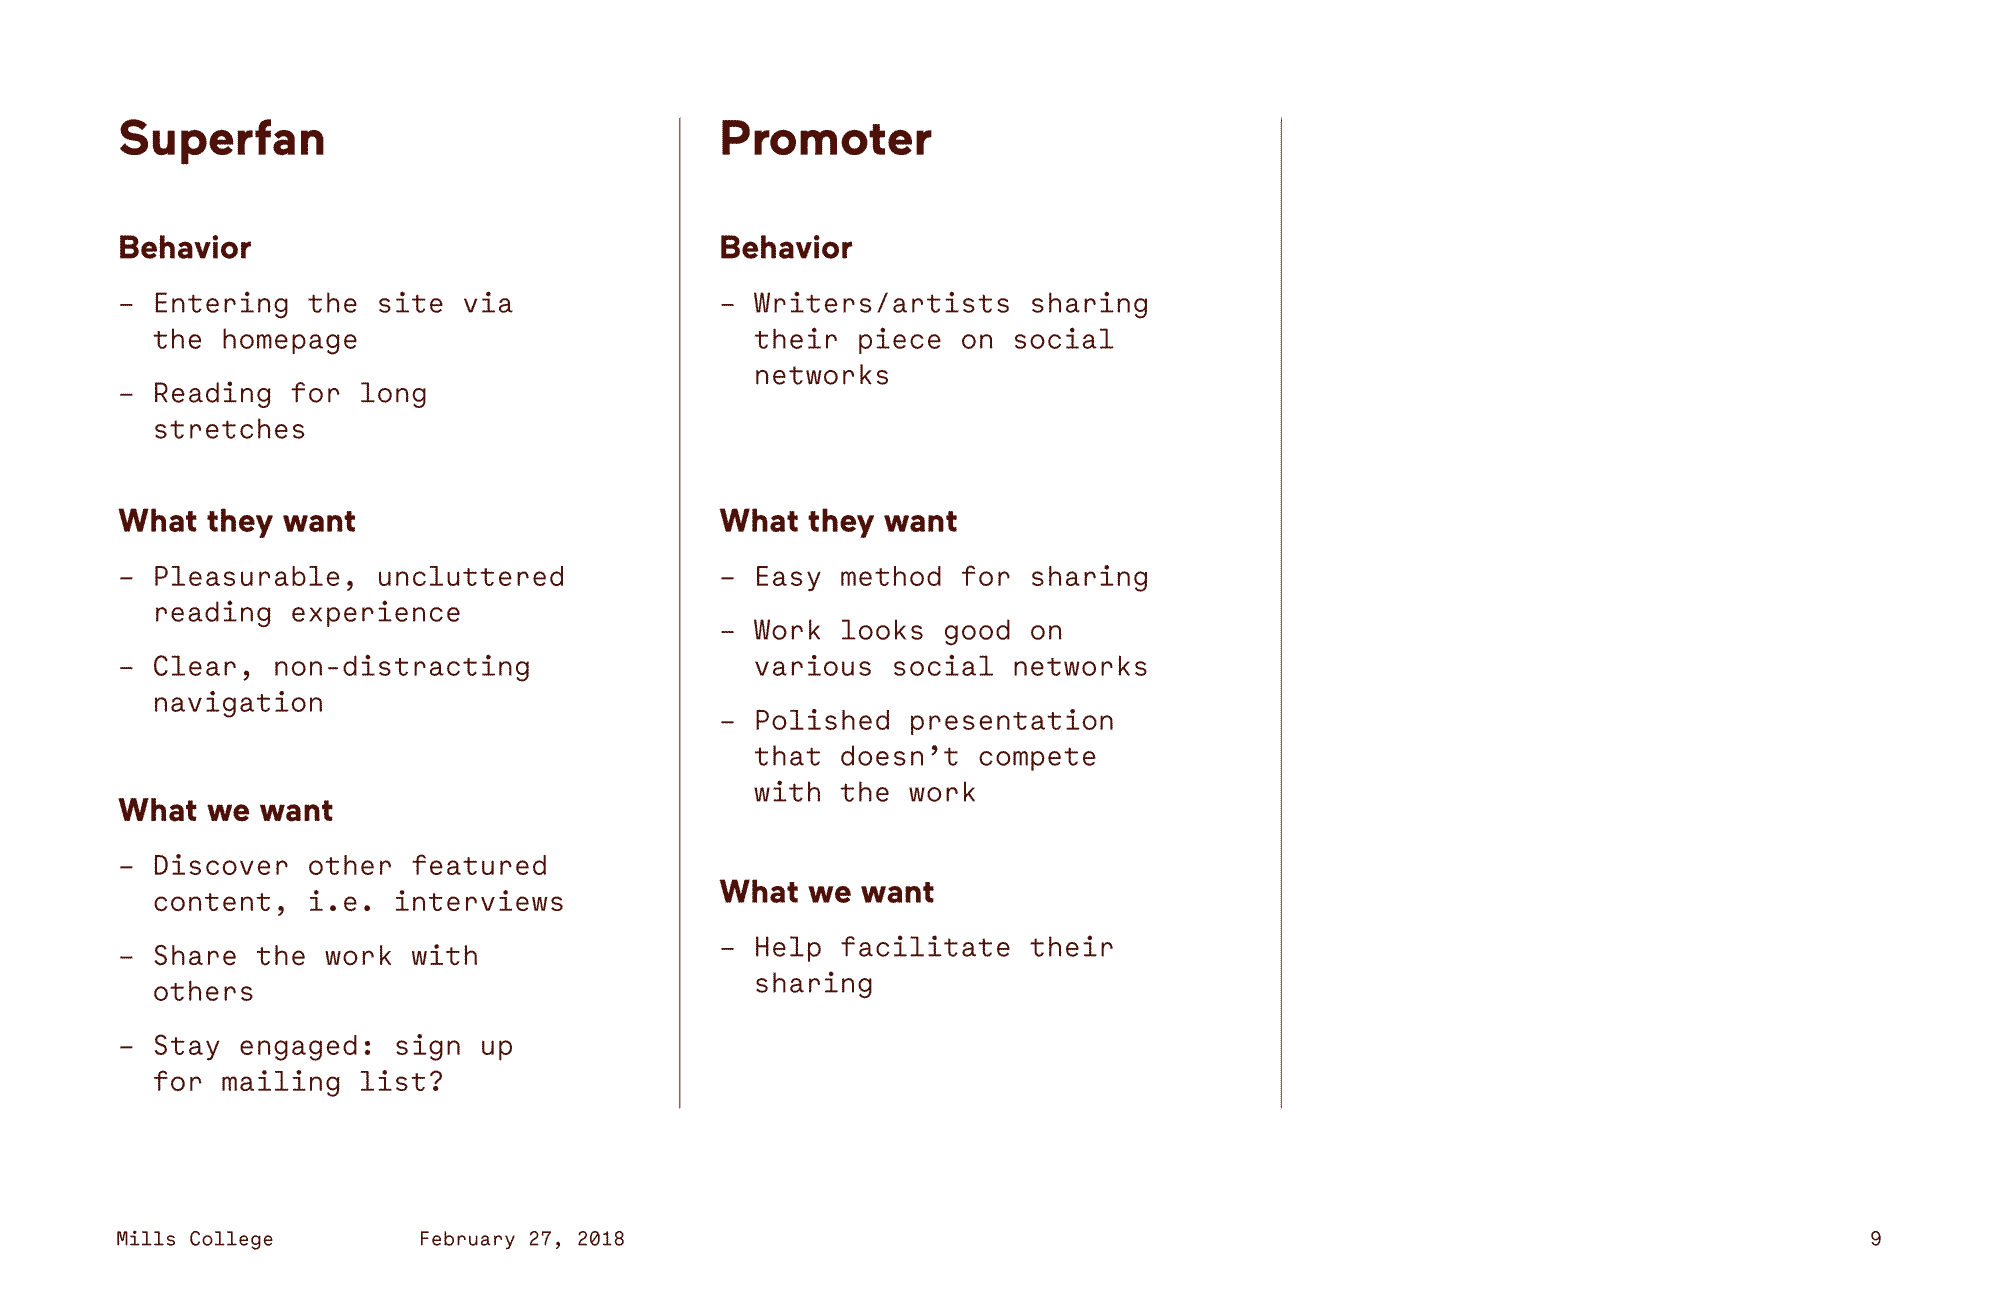 Superfan
Behavior
– Entering the site via
the homepage
– Reading for long
stretches
What they want
– Pleasurable, uncluttered
reading experience
– Clear, non-distracting
navigation
What we want
– Discover other featured
content, i.e. interviews
– Share the work with
others
– Stay engaged: sign up
for mailing list?
Promoter
Behavior
– Writers/artists sharing
their piece on social
networks
What they want
– Easy method for sharing
– Work looks good on
various social networks
– Polished presentation
that doesn’t compete
with the work
What we want
– Help facilitate their
sharing
Mills College
February 27, 2018
9